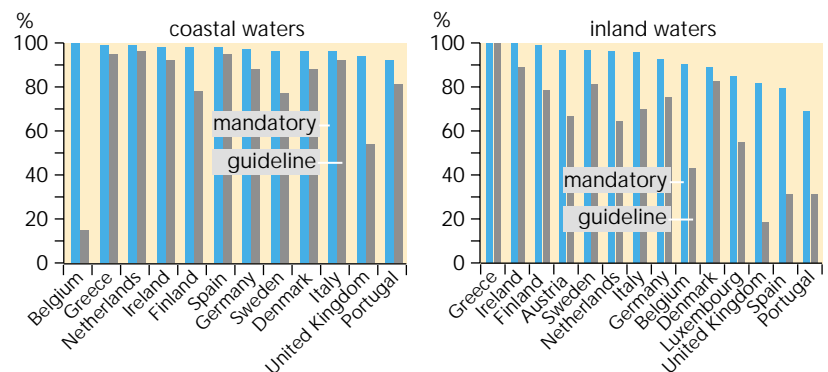 %
coastal waters
100
80
60
40
20
0
mandatory
guideline
Belgium
Greece
Netherlands
Ireland
Finland
Spain
Germany
Sweden
Denmark
Italy
United Kingdom
Portugal
%
inland waters
100
80
60
40
20
0
mandatory
guideline
Greece
Ireland
Finland
Austria
Sweden
Netherlands
Italy
Germany
Belgium
Denmark
Luxembourg
United Kingdom
Spain
Portugal